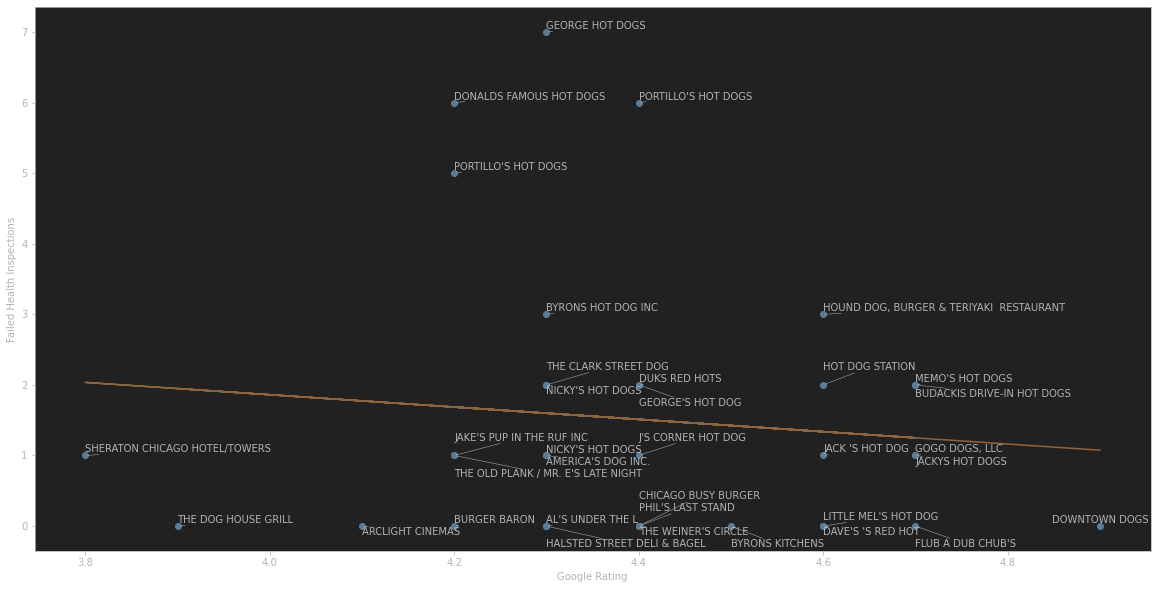 7
GEORGE HOT DOGS
6
DONALDS FAMOUS HOT DOGS
PORTILLO'S HOT DOGS
5
PORTILLO'S HOT DOGS
4
Failed Health Inspections
3
BYRONS HOT DOG INC
HOUND DOG, BURGER & TERIYAKI  RESTAURANT
THE CLARK STREET DOG
HOT DOG STATION
2
DUKS RED HOTS
MEMO'S HOT DOGS
NICKY'S HOT DOGS
BUDACKIS DRIVE-IN HOT DOGS
GEORGE'S HOT DOG
JAKE'S PUP IN THE RUF INC
J'S CORNER HOT DOG
1
SHERATON CHICAGO HOTEL/TOWERS
NICKY'S HOT DOGS
JACK 'S HOT DOG
GOGO DOGS, LLC
AMERICA'S DOG INC.
JACKYS HOT DOGS
THE OLD PLANK / MR. E'S LATE NIGHT
CHICAGO BUSY BURGER
PHIL'S LAST STAND
0
THE DOG HOUSE GRILL
BURGER BARON
AL'S UNDER THE L
LITTLE MEL'S HOT DOG
DOWNTOWN DOGS
ARCLIGHT CINEMAS
THE WEINER'S CIRCLE
DAVE'S 'S RED HOT
HALSTED STREET DELI & BAGEL
BYRONS KITCHENS
FLUB A DUB CHUB'S
3.8
4.0
4.2
4.4
4.6
4.8
Google Rating